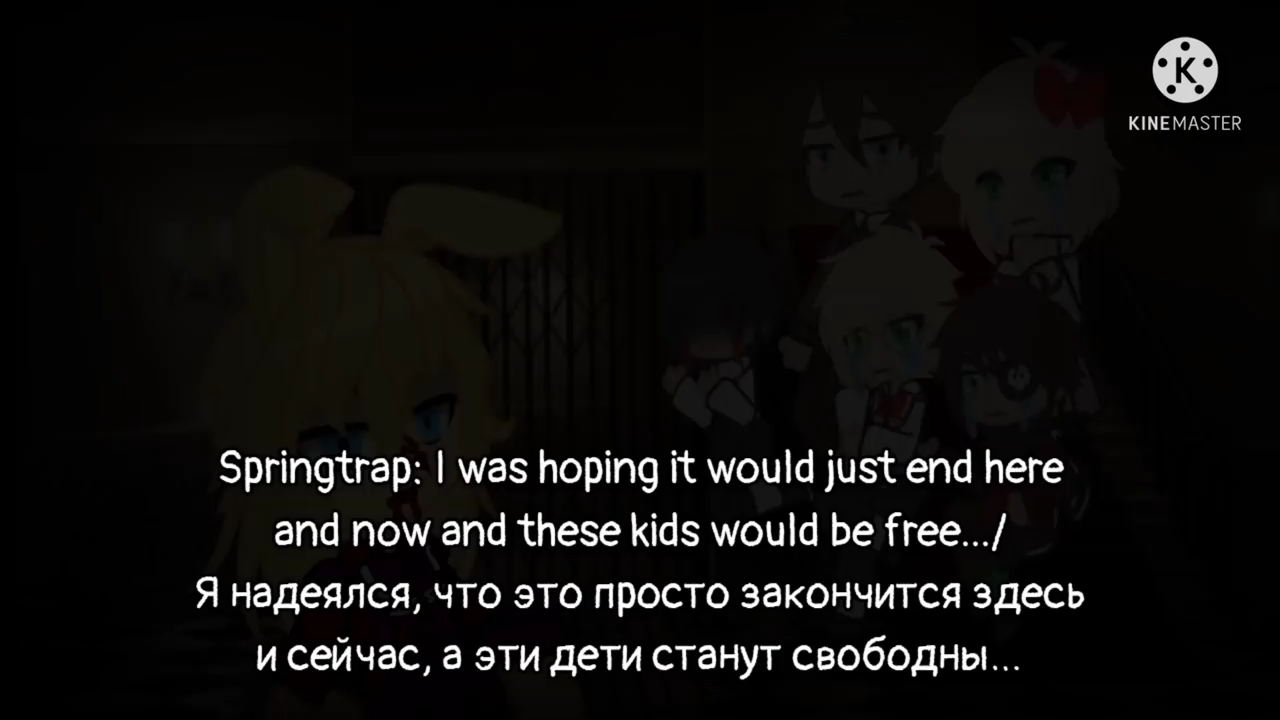 KINEMASTER
Springtrap: I was hoping it would just end here
and now and these kids would be free.../
Я надеялся, что это просто закончится здесь
и сейчас, а эти дети станут свободны...